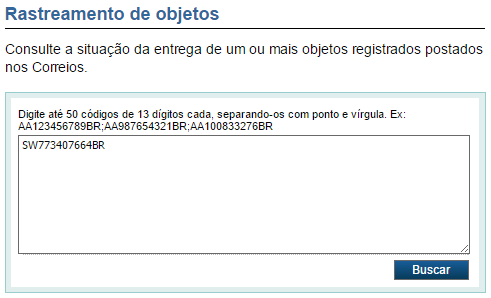 Rastreamento de objetos
Consulte a situação da entrega de um ou mais objetos registrados postados
nos Correios.
Digite até 50 códigos de 13 dígitos cada, separando-os com ponto e vírgula. Ex:
AA123456789BR;AA987654321BR;AA100833276BR
SW773407664BR
Buscar